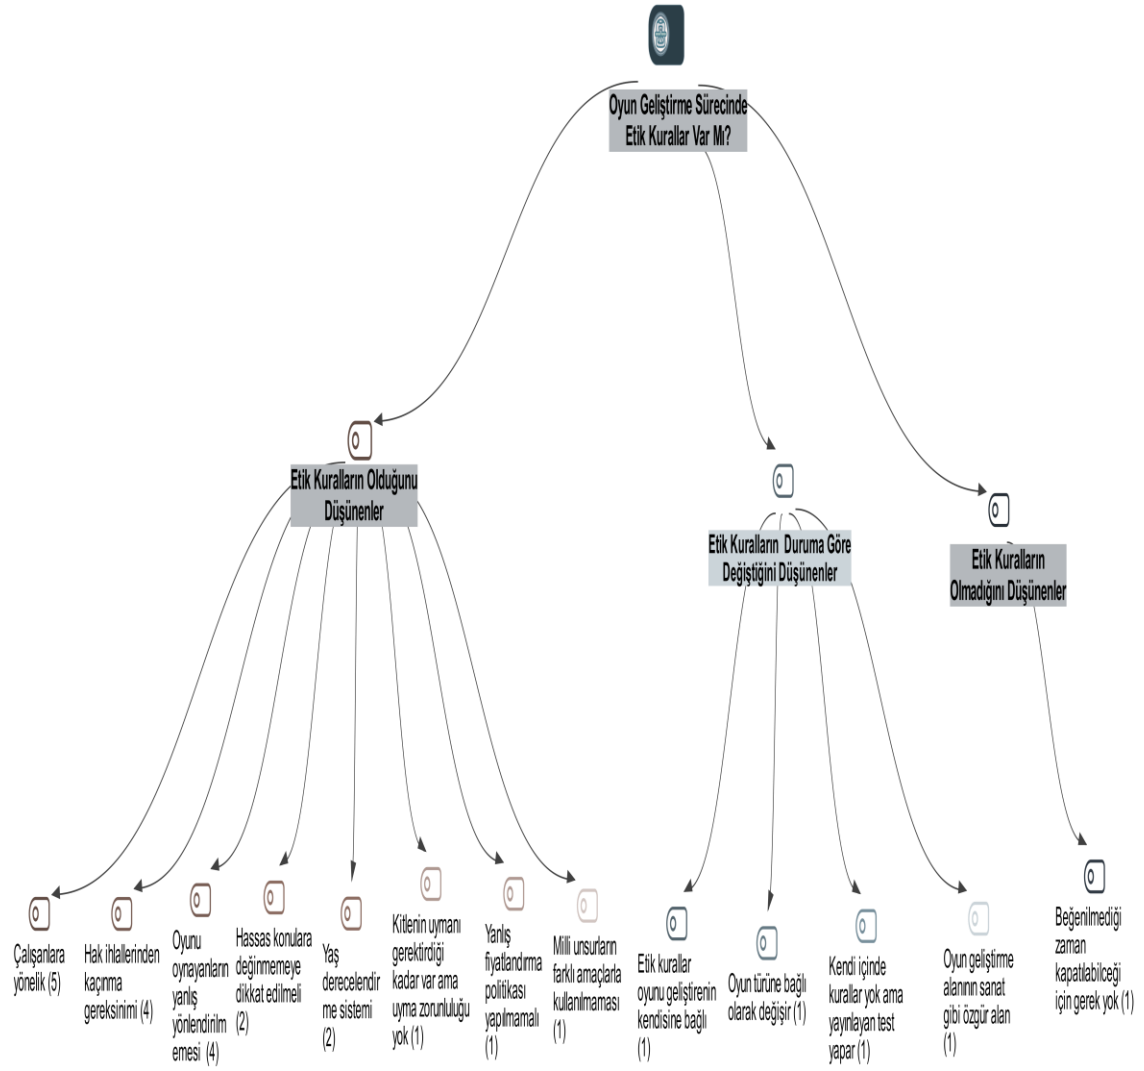 Oyun Geliştirme Sürecinde
Etik Kurallar Var Mı?
Etik Kuralların Olduğunu
Düşünenler
Etik Kuralların Duruma Göre
Değiştiğini Düşünenler
Etik Kuralların
Olmadığını Düşünenler
Çalışanlara
yönelik (5)
Hak ihlallerinden
kaçınma
gereksinimi (4)
Oyunu
oynayanların
yanlış
yönlendirilm
emesi (4)
Hassas konulara
değinmemeye
dikkat edilmeli
(2)
Yaş
derecelendir
me sistemi
(2)
Kitlenin uymanı
gerektirdiği
kadar var ama
uyma zorunluluğu
yok (1)
Yanlış
fiyatlandırma
politikası
yapılmamalı
(1)
Milli unsurların
farklı amaçlarla
kullanılmaması
(1)
Etik kurallar
oyunu geliştirenin
kendisine bağlı
(1)
Oyun türüne bağlı
olarak değişir (1)
Kendi içinde
kurallar yok ama
yayınlayan test
yapar (1)
Oyun geliştirme
alanının sanat
gibi özgür alan
(1)
Beğenilmediği
zaman
kapatılabilceği
için gerek yok (1)